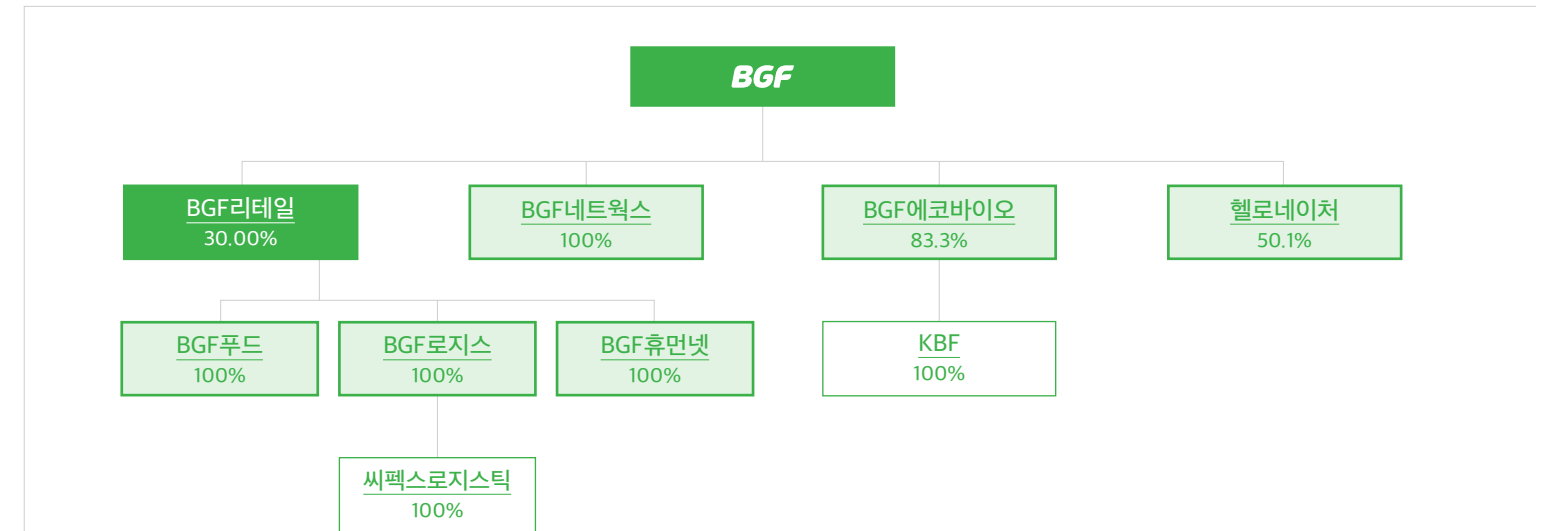 BGF
BGF리테일
30.00%
BGF네트웍스
100%
BGF에코바이오
83.3%
헬로네이처
50.1%
BGF푸드
100%
BGF로지스
100%
BGF휴먼넷
100%
KBF
100%
씨펙스로지스틱
100%